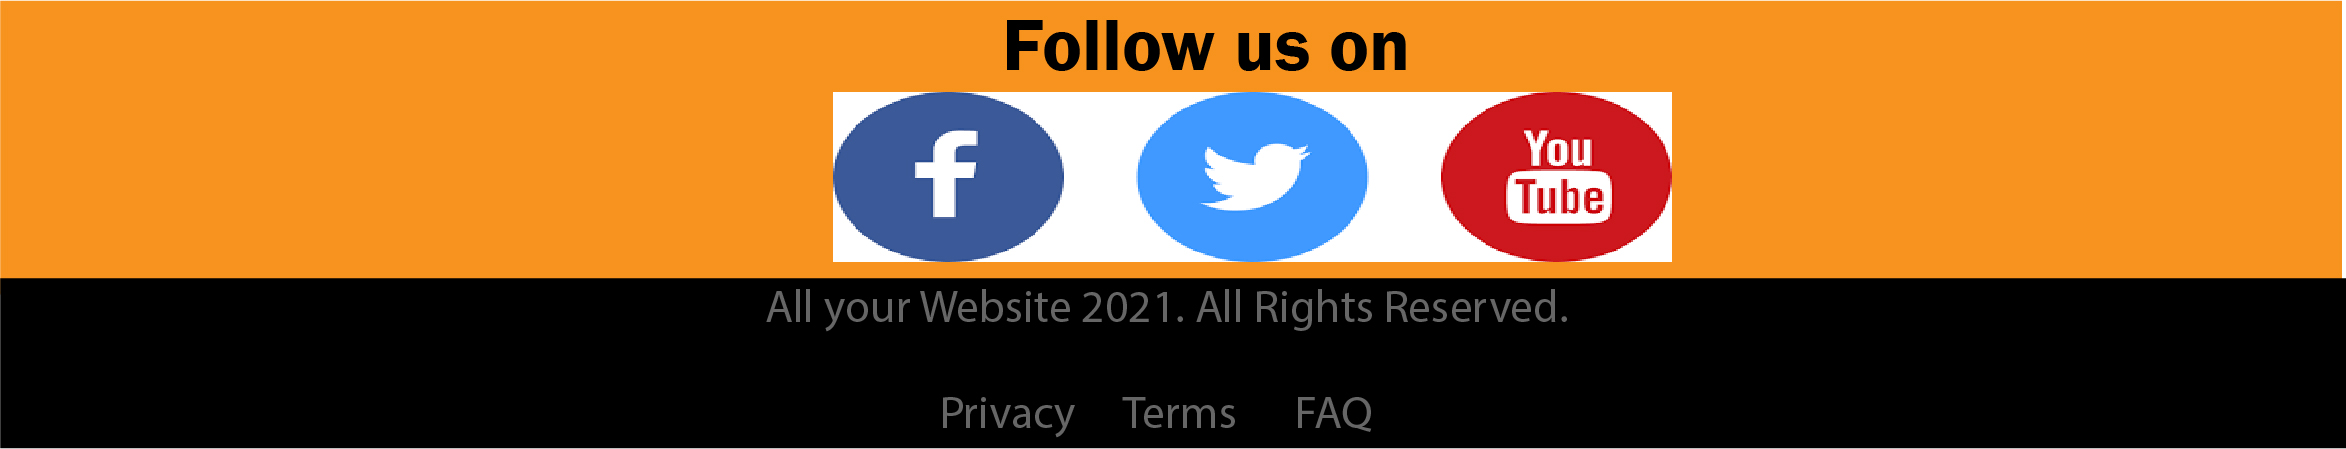 Follow us on
f
You
Tube
All your Website 2021. All Rights Reserved.
Privacy Terms FAQ